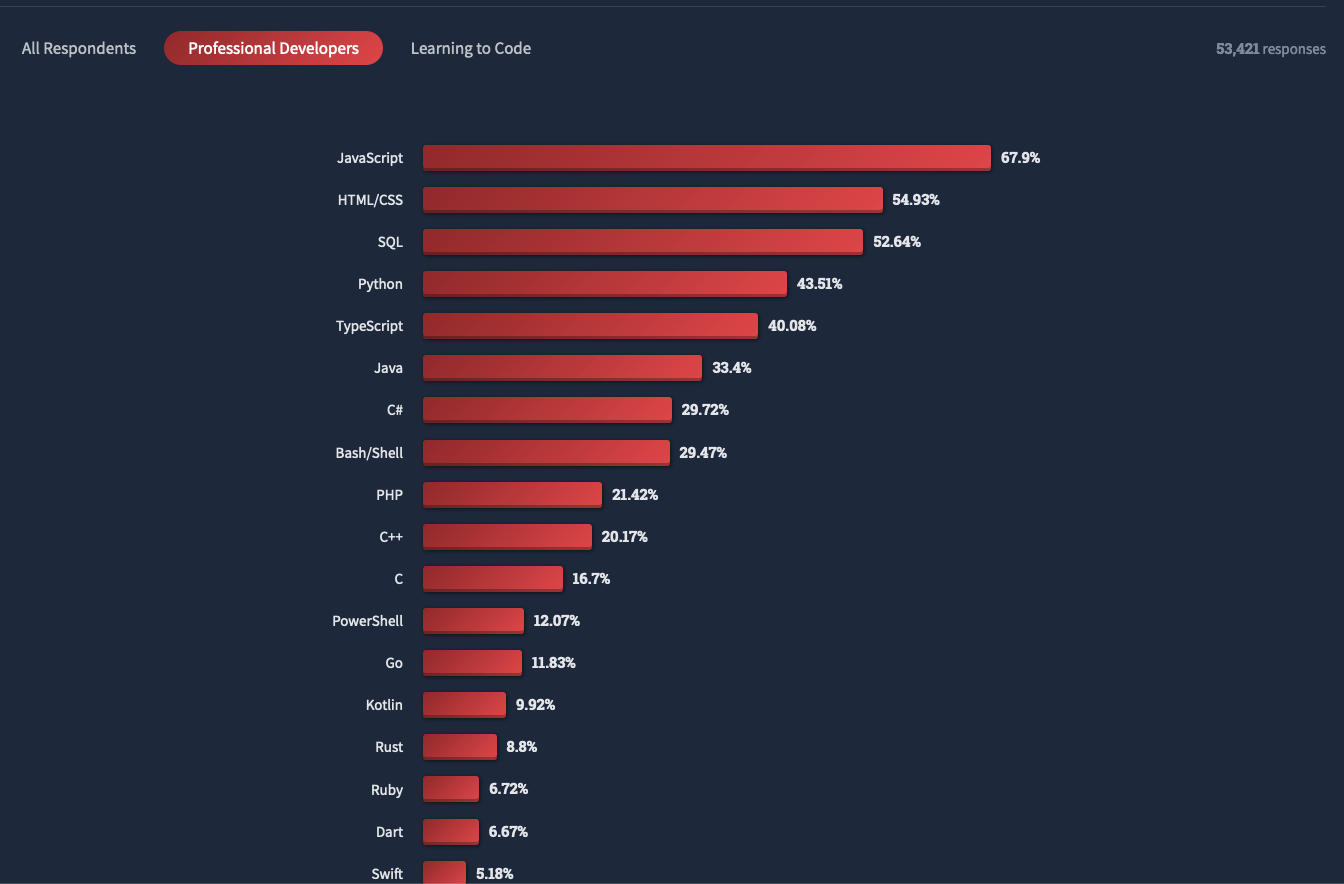 All Respondents Professional Developers Learning to Code 53,421 responses
JavaScript 67.9%
HTML/CSS 54.93%
SQL 52.64%
Python 43.51%
TypeScript 40.08%
Java 33.4%
C# 29.72%
Bash/Shell 29.47%
PHP 21.42%
C++ 20.17%
C 16.7%
PowerShell 12.07%
Go 11.83%
Kotlin 9.92%
Rust 8.8%
Ruby 6.72%
Dart 6.67%
Swift 5.18%